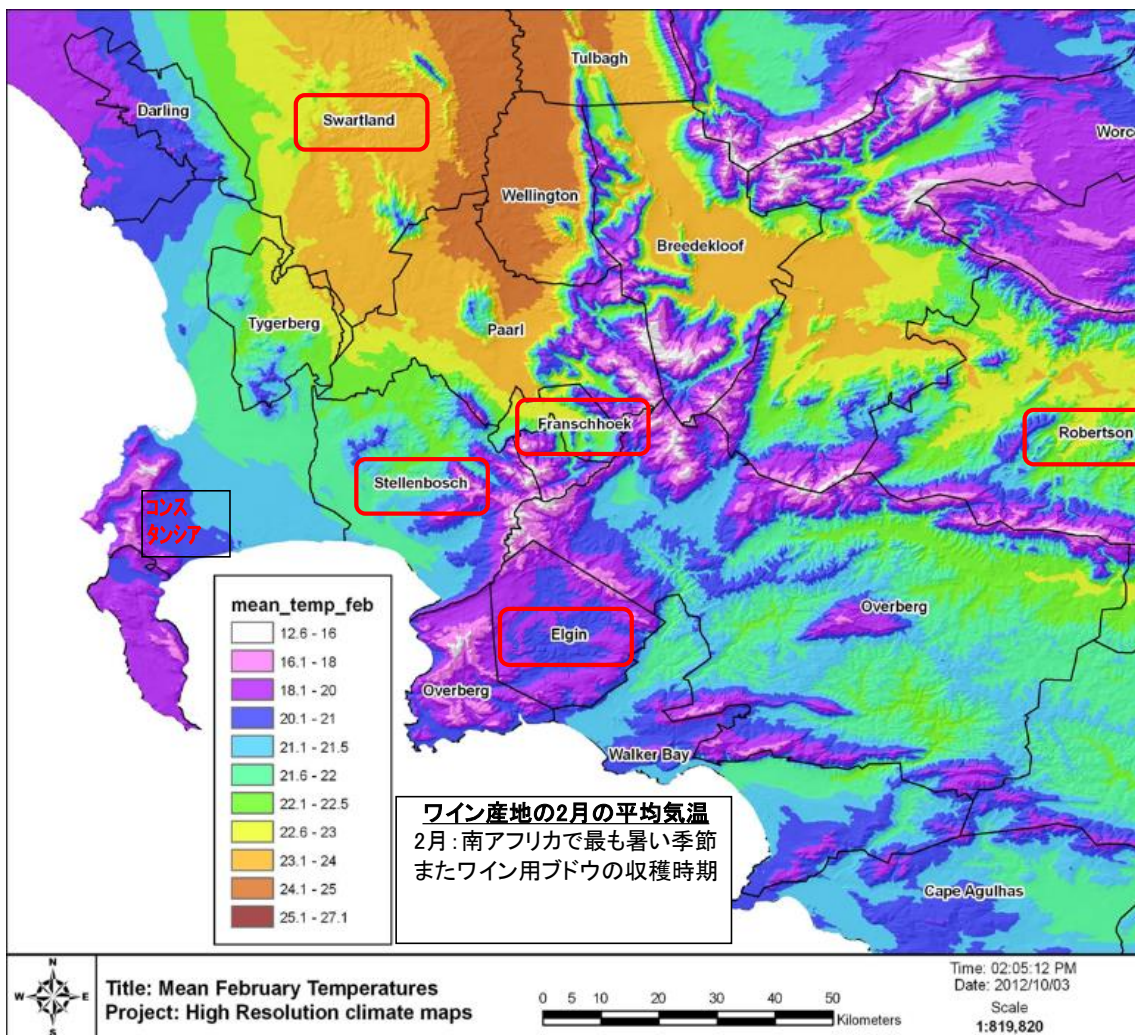 Tulbagh
Darling
Swartland
Worc
Wellington
Breedekloof
Tygerberg
Paarl
Franschhoek
Robertson
Stellenbosch
コンス
タンシア
mean_temp_feb
12.6 - 16
16.1 - 18
18.1 - 20
20.1 - 21
21.1 - 21.5
21.6 - 22
22.1 - 22.5
22.6 - 23
23.1 - 24
24.1 - 25
25.1 - 27.1
Overberg
Elgin
Overberg
Walker Bay
ワイン産地の2月の平均気温
2月:南アフリカで最も暑い季節
またワイン用ブドウの収穫時期
Cape Agulhas
N
W E
S
Title: Mean February Temperatures
Project: High Resolution climate maps
0 5 10 20 30 40 50
Kilometers
Time: 02:05:12 PM
Date: 2012/10/03
Scale
1:819,820